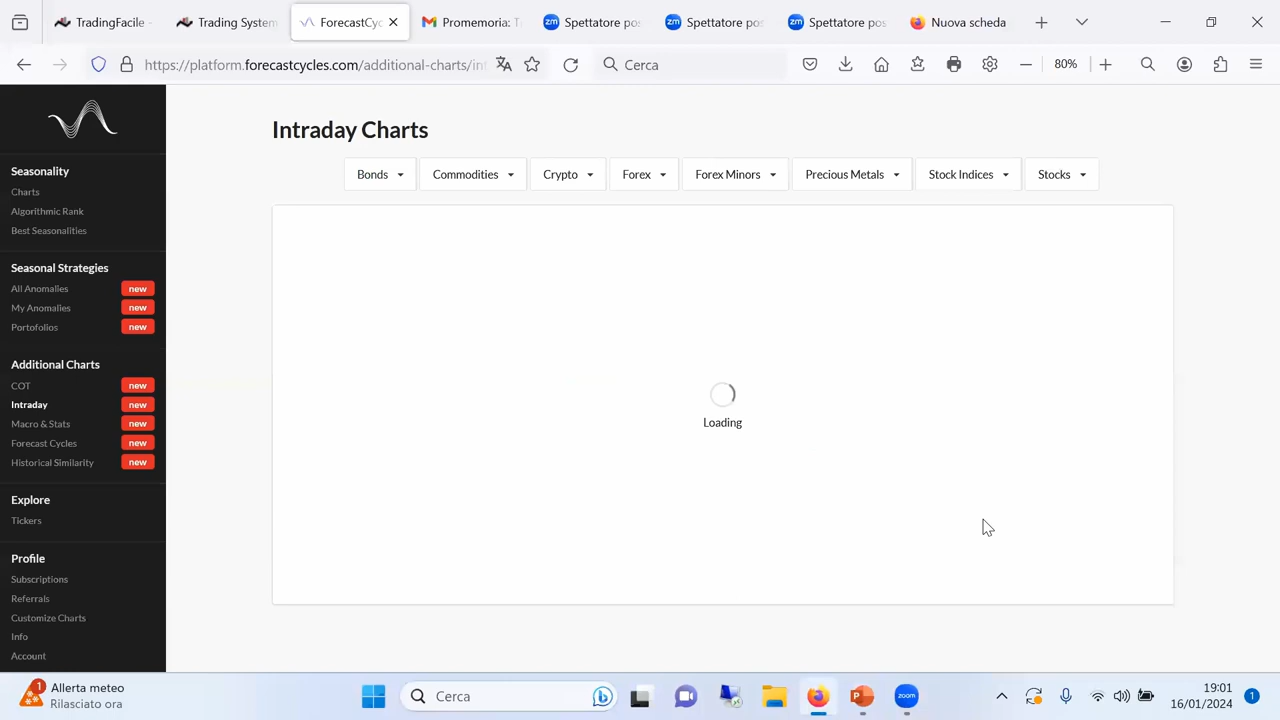 TradingFacile -
Trading System
ForecastCyc
Promemoria: T
Spettatore po
Spettatore po
Spettatore po
Nuova scheda
https://platform.forecastcycles.com/additional-charts/int
Cerca
80%
Intraday Charts
Bonds
Commodities
Crypto
Forex
Forex Minors
Precious Metals
Stock Indices
Stocks
Loading
Seasonality
Charts
Algorithmic Rank
Best Seasonalities
Seasonal Strategies
All Anomalies new
My Anomalies new
Portofolios new
Additional Charts
COT new
Intraday new
Macro & Stats new
Forecast Cycles new
Historical Similarity new
Explore
Tickers
Profile
Subscriptions
Referrals
Customize Charts
Info
Account
1
Allerta meteo
Rilasciato ora
Cerca
zoom
19:01
16/01/2024
1